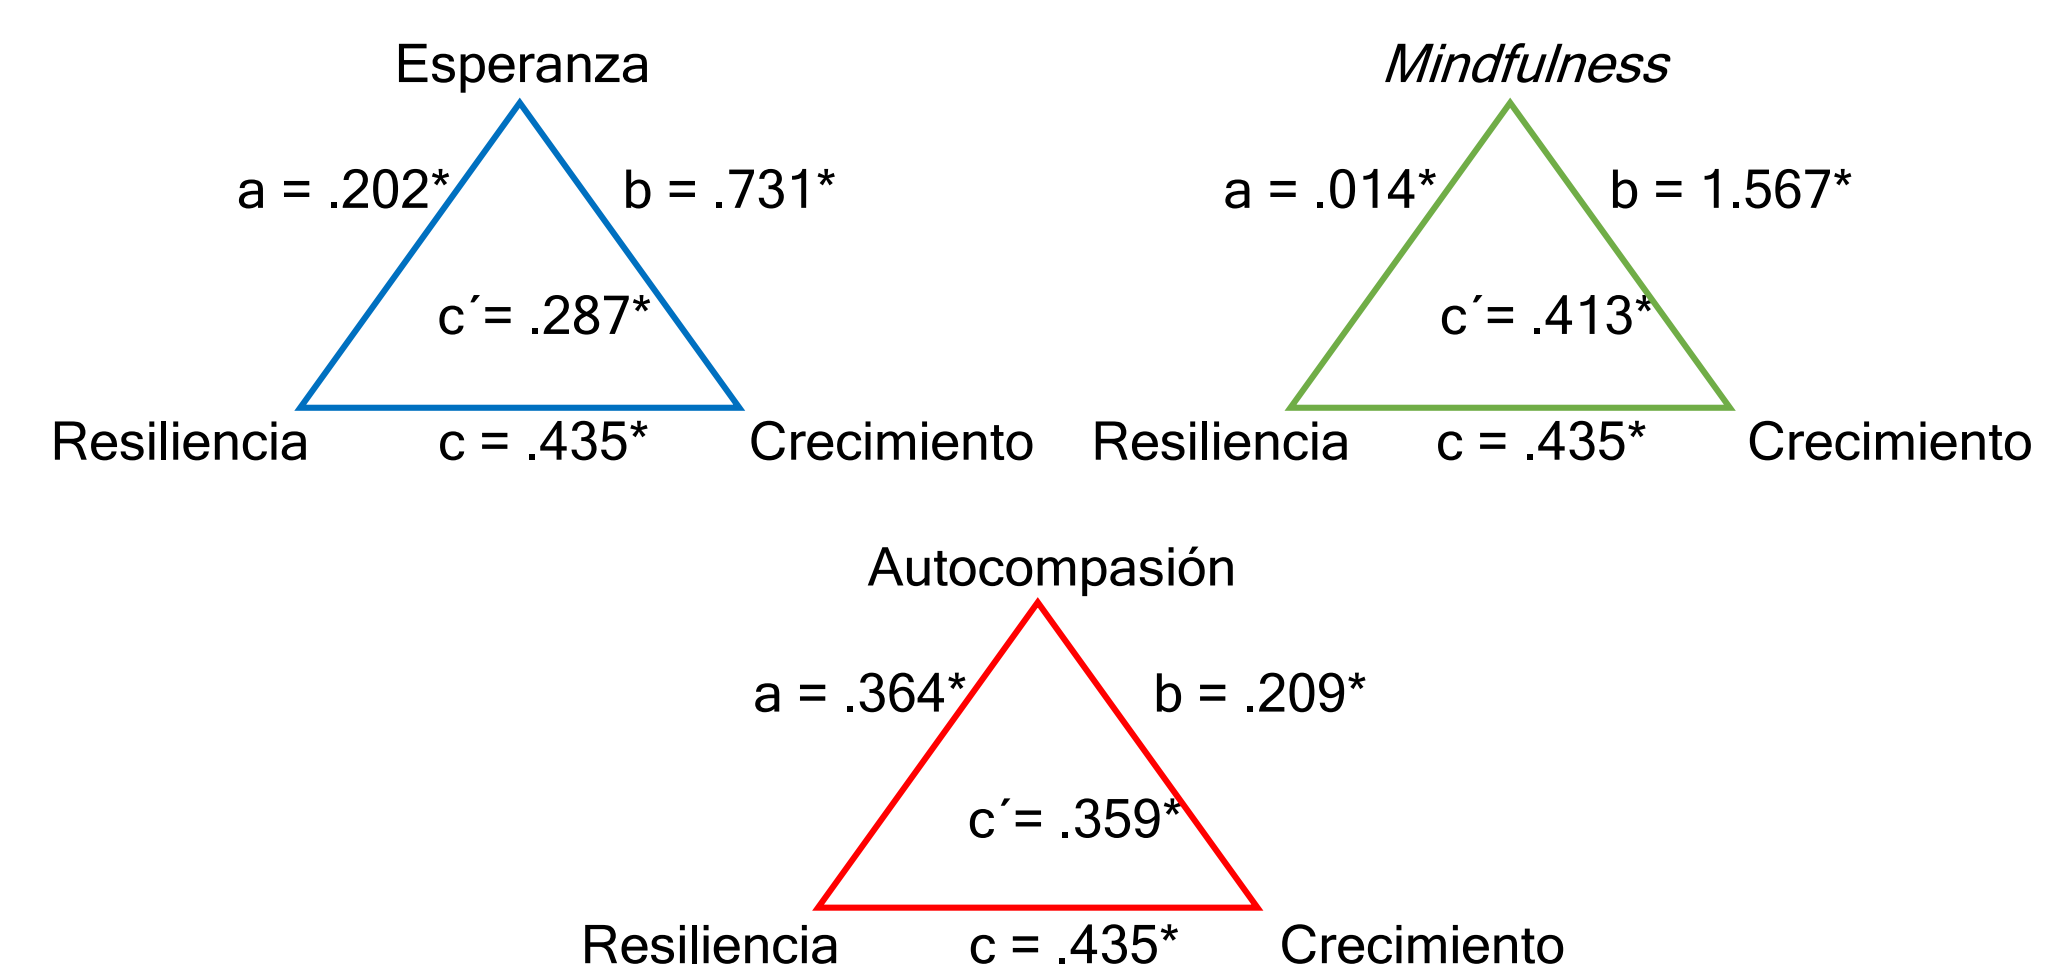 Esperanza
a = .202*
b = .731*
c´= .287*
Resiliencia
c = .435*
Crecimiento
Mindfulness
a = .014*
b = 1.567*
c´= .413*
Resiliencia
c = .435*
Crecimiento
Autocompasión
a = .364*
b = .209*
c´= .359*
Resiliencia
c = .435*
Crecimiento